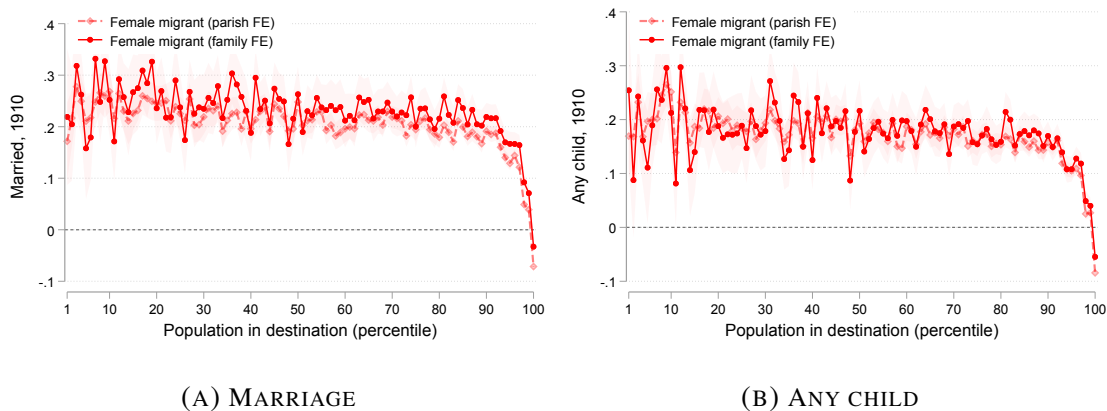 Female migrant (parish FE)
Female migrant (family FE)
.4
.3
.2
.1
0
-.1
Married, 1910
1 10 20 30 40 50 60 70 80 90 100
Population in destination (percentile)
(A) MARRIAGE
Female migrant (parish FE)
Female migrant (family FE)
.4
.3
.2
.1
0
-.1
Any child, 1910
1 10 20 30 40 50 60 70 80 90 100
Population in destination (percentile)
(B) ANY CHILD